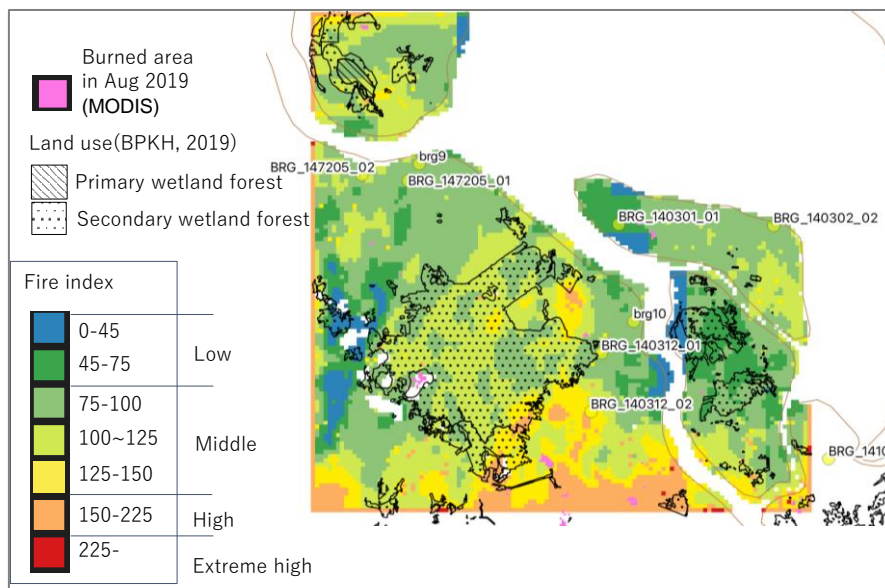 Burned area
in Aug 2019
(MODIS)
Land use(BPKH, 2019)
Primary wetland forest
Secondary wetland forest
Fire index
0-45
45-75
Low
75-100
100~125
125-150
Middle
150-225
High
225-
Extreme high
brg9
BRG_147205_02
BRG_147205_01
BRG_140301_01
BRG_140302_02
brg10
BRG_140312_01
BRG_140312_02
BRG_1410